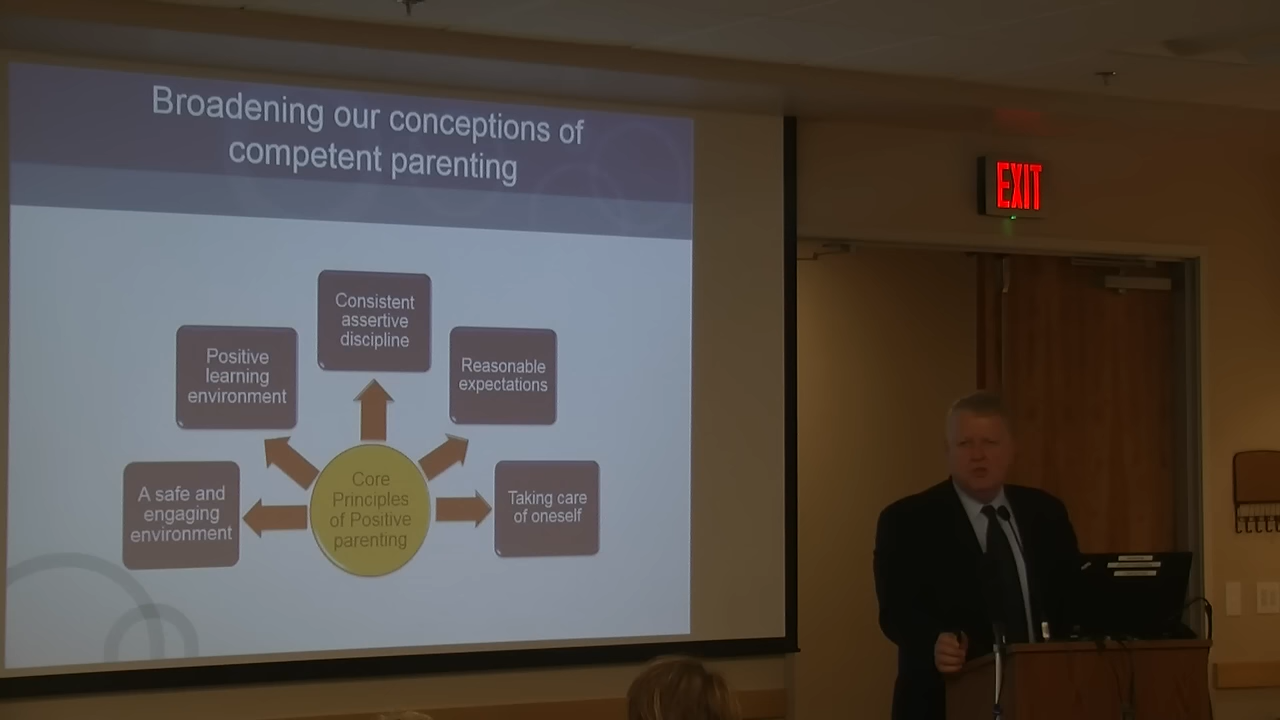 Broadening our conceptions of
competent parenting
EXIT
Consistent
assertive
discipline
Positive
learning
environment
Reasonable
expectations
A safe and
engaging
environment
Core
Principles
of Positive
parenting
Taking care
of oneself